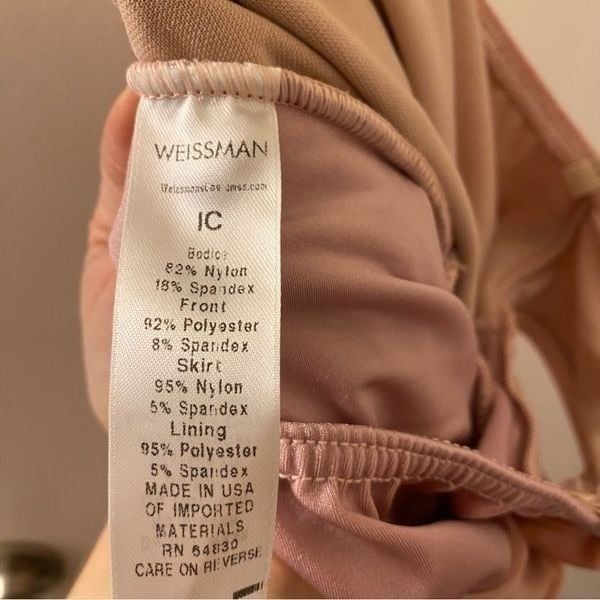 WEISSMAN
IC
Bodice
82% Nylon
18% Spandex
Front
92% Polyester
8% Spandex
Skirt
95% Nylon
5% Spandex
Lining
95% Polyester
5% Spandex
MADE IN USA
OF IMPORTED
MATERIALS
RN 64830
CARE ON REVERSE